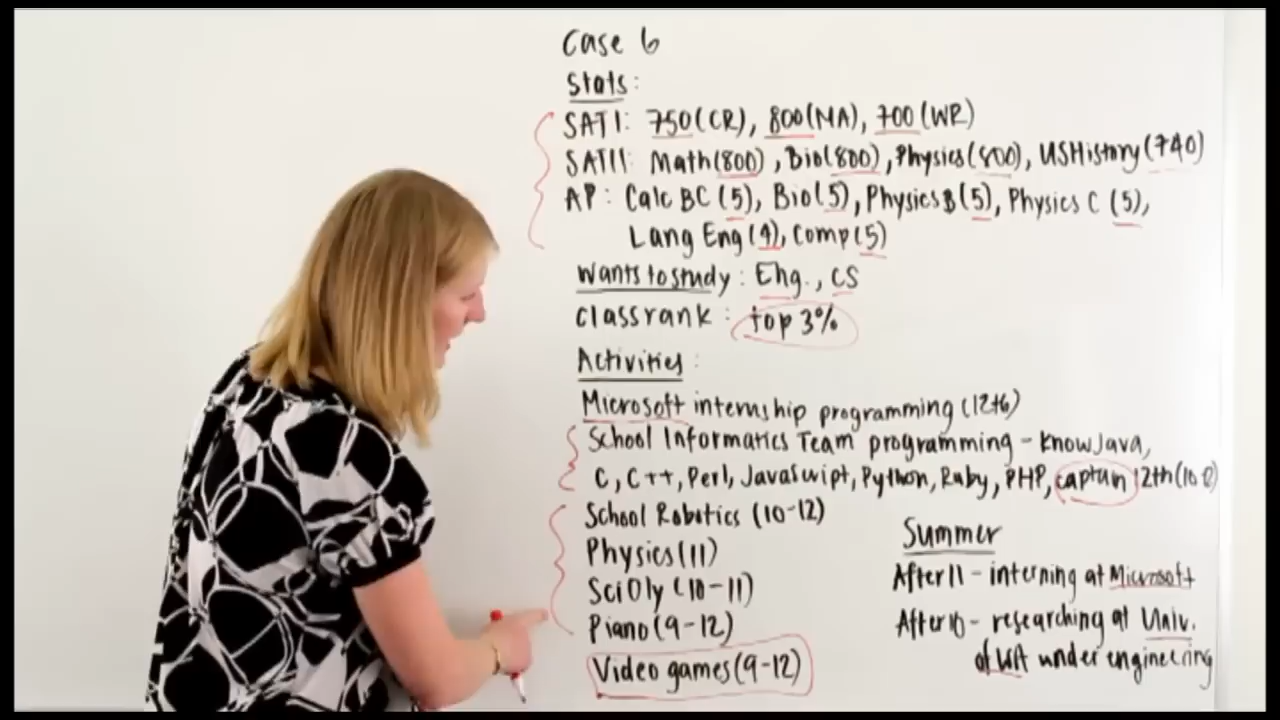 Case 6
Stats:
SAT I: 750(CR), 800(MA), 700(WR)
SAT II: Math(800), Bio(800), Physics(800), US History(740)
AP: Calc BC (5), Bio(5), Physics B(5), Physics C (5),
Lang Eng(4), Comp(5)
Wants to study: Eng., CS
class rank: top 3%
Activities:
Microsoft internship programming (12+6)
School Informatics Team programming - know Java,
C, C++, Perl, JavaScript, Python, Ruby, PHP, captain 12th
School Robotics (10-12)
Physics(11)
SciOly (10-11)
Piano(9-12)
Video games(9-12)
Summer
After 11 - interning at Microsoft
After 10 - researching at Univ.
of WA under engineering